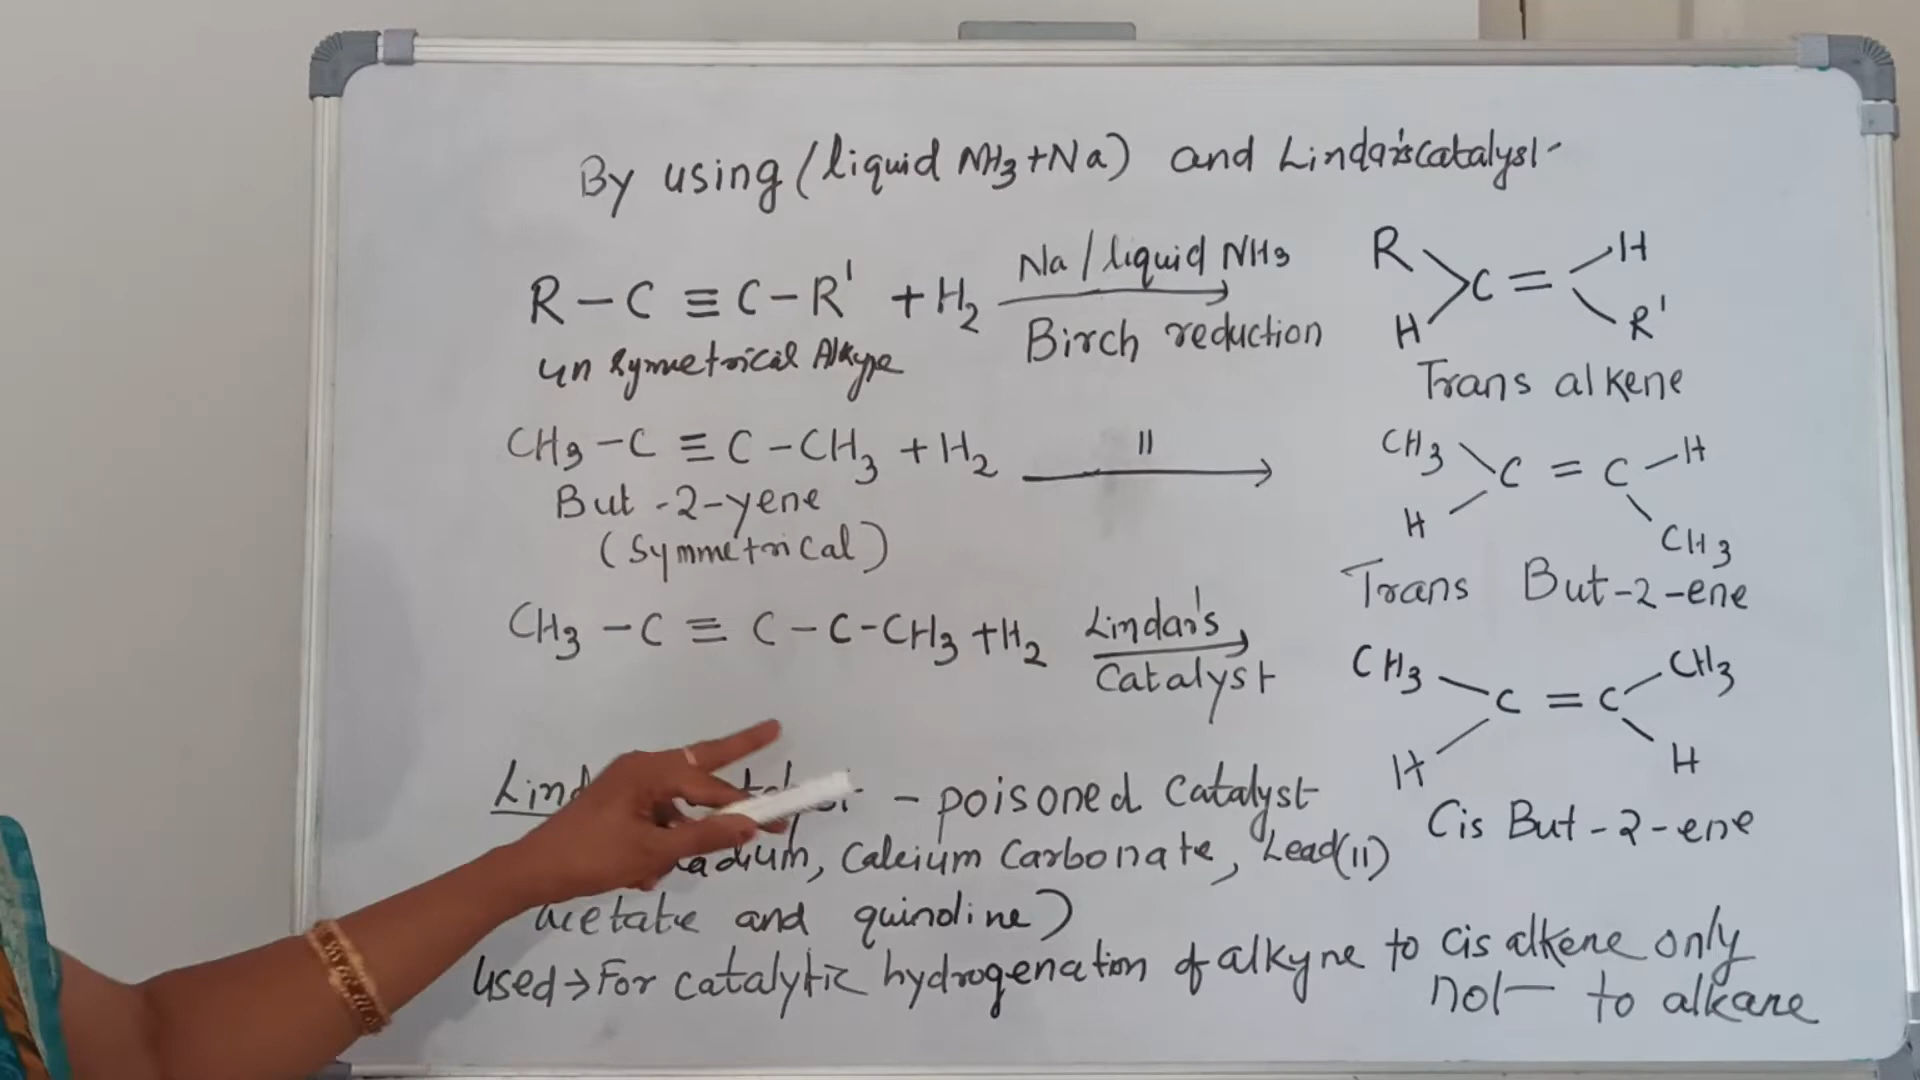 By using (liquid NH3 + Na) and Lindar's catalyst
R - C ≡ C - R' + H2 Na / liquid NH3 Birch reduction
R H C = H R'
un symmetrical Alkyne
Trans alkene
CH3 - C ≡ C - CH3 + H2 11
CH3 H C = C H CH3
But - 2 - yene
(Symmetrical)
Trans But - 2 - ene
CH3 - C ≡ C - C - CH3 + H2 Lindar's Catalyst
CH3 H C = C CH3 H
Cis But - 2 - ene
- poisoned Catalyst
Calcium Carbonate, Lead(II)
acetate and quinoline)
Used → For catalytic hydrogenation of alkyne to cis alkene only
not to alkane